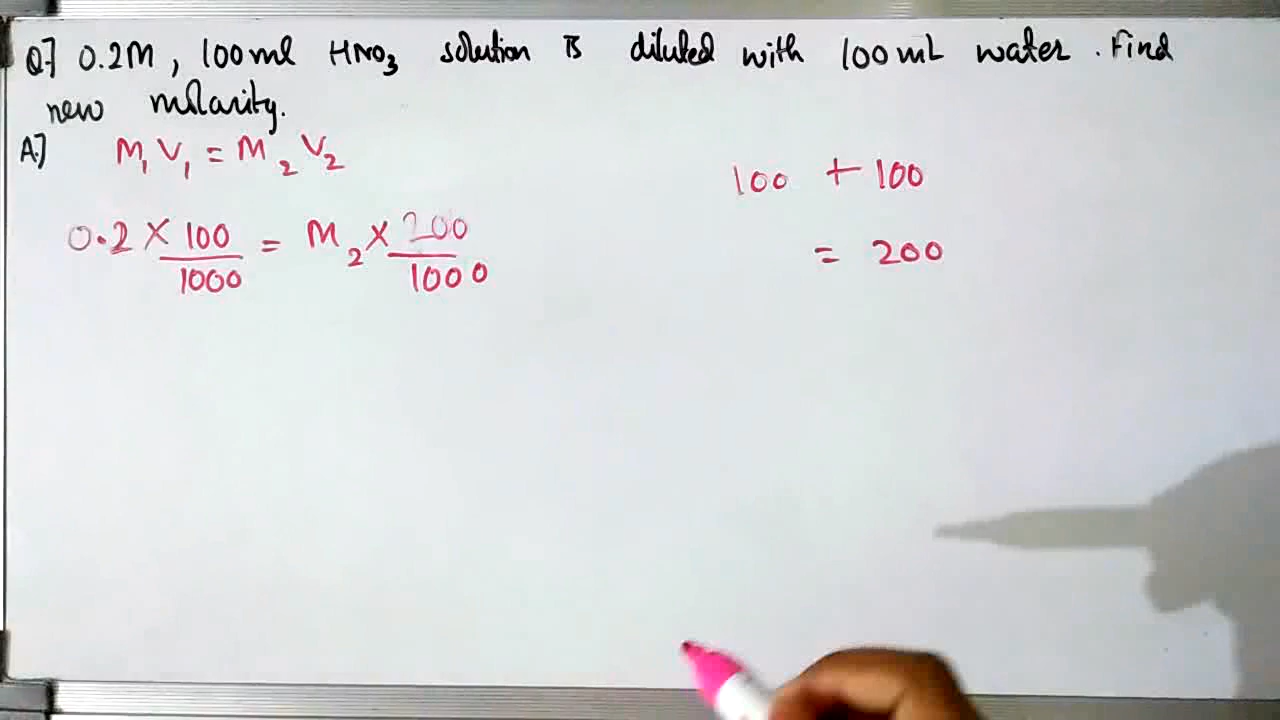 Q] 0.2M, 100ml HNO₃ solution is diluted with 100mL water. Find
new molarity.
A.] M₁V₁ = M₂V₂
0.2 × 100/1000 = M₂ × 200/1000
100 + 100
= 200